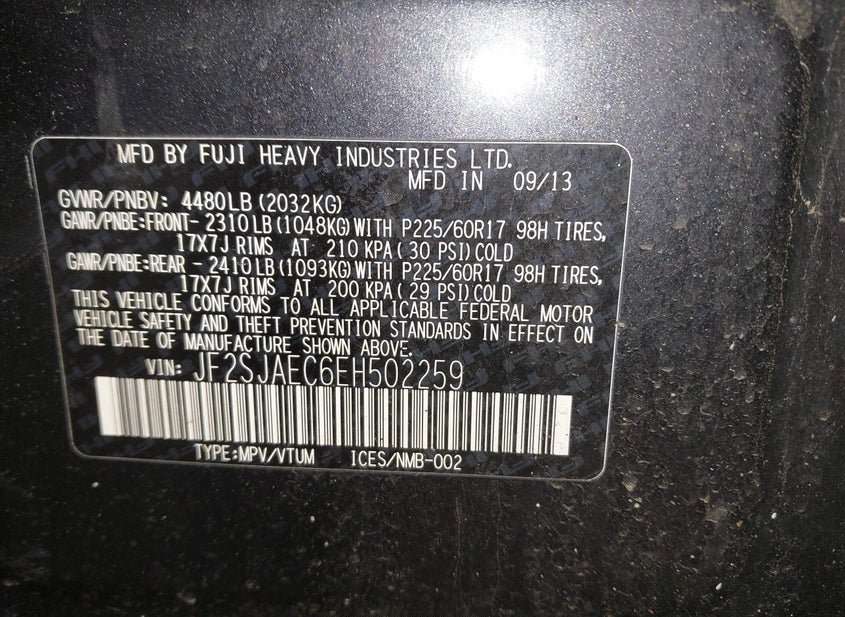 MFD BY FUJI HEAVY INDUSTRIES LTD.
MFD IN 09/13
GVWR/PNBV: 4480LB (2032KG)
GAWR/PNBE:FRONT- 2310LB (1048KG) WITH P225/60R17 98H TIRES,
17X7J RIMS AT 210 KPA( 30 PSI) COLD
GAWR/PNBE:REAR - 2410LB (1093KG) WITH P225/60R17 98H TIRES,
17X7J RIMS AT 200 KPA( 29 PSI) COLD
THIS VEHICLE CONFORMS TO ALL APPLICABLE FEDERAL MOTOR
VEHICLE SAFETY AND THEFT PREVENTION STANDARDS IN EFFECT ON
THE DATE OF MANUFACTURE SHOWN ABOVE.
VIN: JF2SJAEC6EH502259
TYPE:MPV/VTUM ICES/NMB-002